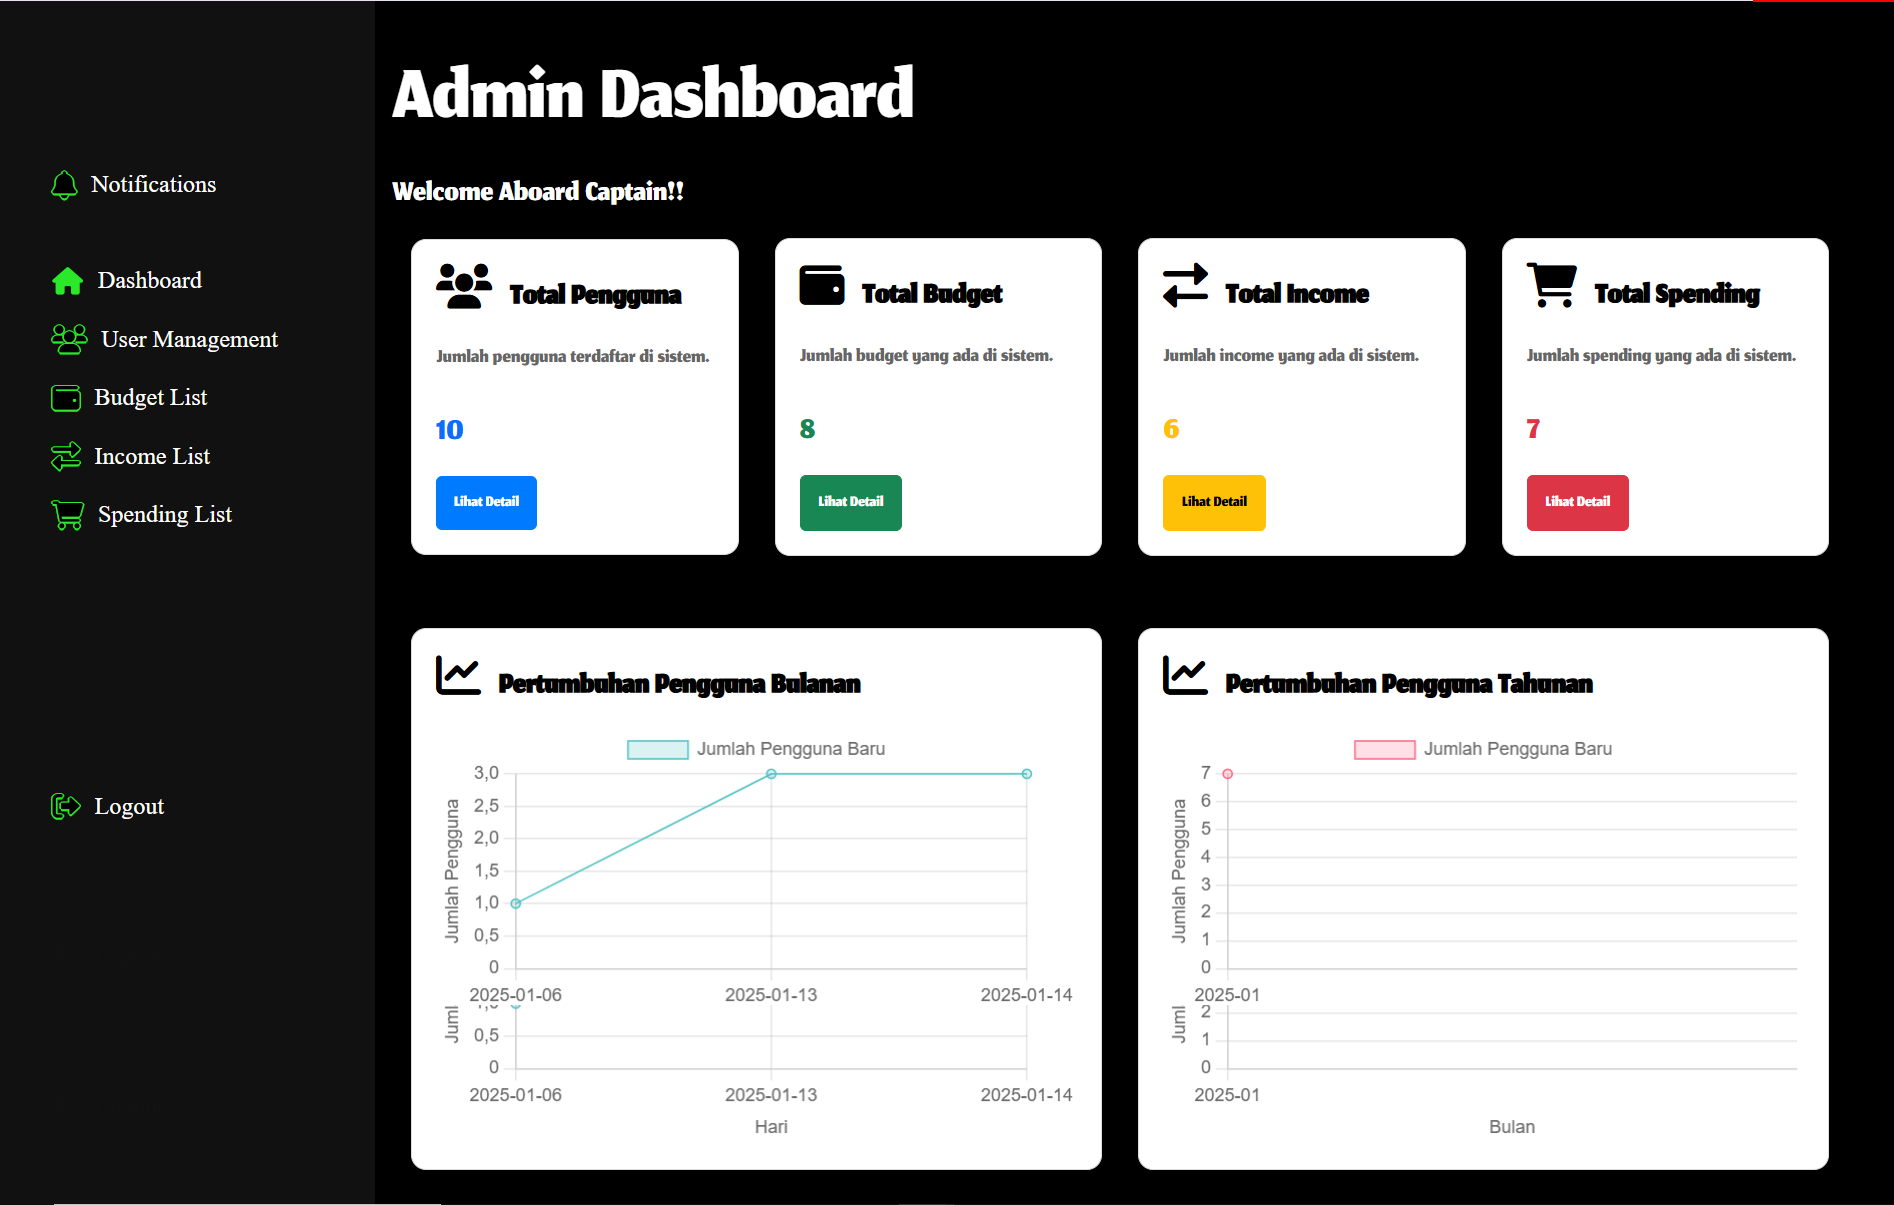 Admin Dashboard
Welcome Aboard Captain!!
Notifications
Dashboard
User Management
Budget List
Income List
Spending List
Logout
Total Pengguna
Jumlah pengguna terdaftar di sistem.
10
Lihat Detail
Total Budget
Jumlah budget yang ada di sistem.
8
Lihat Detail
Total Income
Jumlah income yang ada di sistem.
6
Lihat Detail
Total Spending
Jumlah spending yang ada di sistem.
7
Lihat Detail
Pertumbuhan Pengguna Bulanan
Jumlah Pengguna Baru
Jumlah Pengguna
3,0
2,5
2,0
1,5
1,0
0,5
0
2025-01-06 2025-01-13 2025-01-14
Juml
0,5
0
2025-01-06 2025-01-13 2025-01-14
Hari
Pertumbuhan Pengguna Tahunan
Jumlah Pengguna Baru
Jumlah Pengguna
7
6
5
4
3
2
1
0
2025-01
Juml
2
1
0
2025-01
Bulan